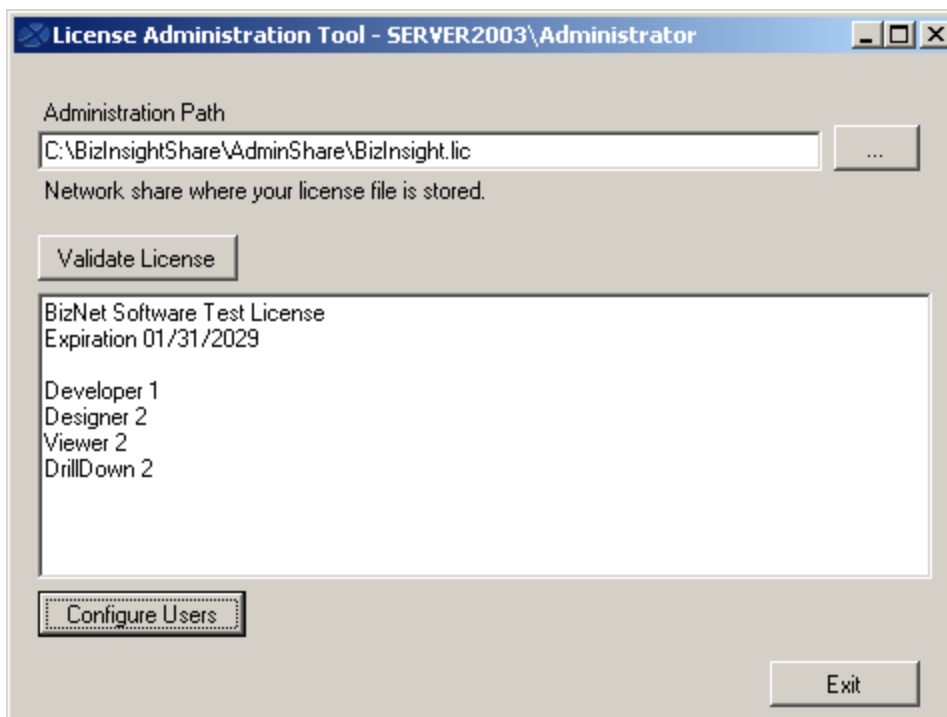 License Administration Tool - SERVER2003\Administrator
Administration Path
C:\BizInsightShare\AdminShare\BizInsight.lic
...
Network share where your license file is stored.
Validate License
BizNet Software Test License
Expiration 01/31/2029
Developer 1
Designer 2
Viewer 2
DrillDown 2
Configure Users
Exit